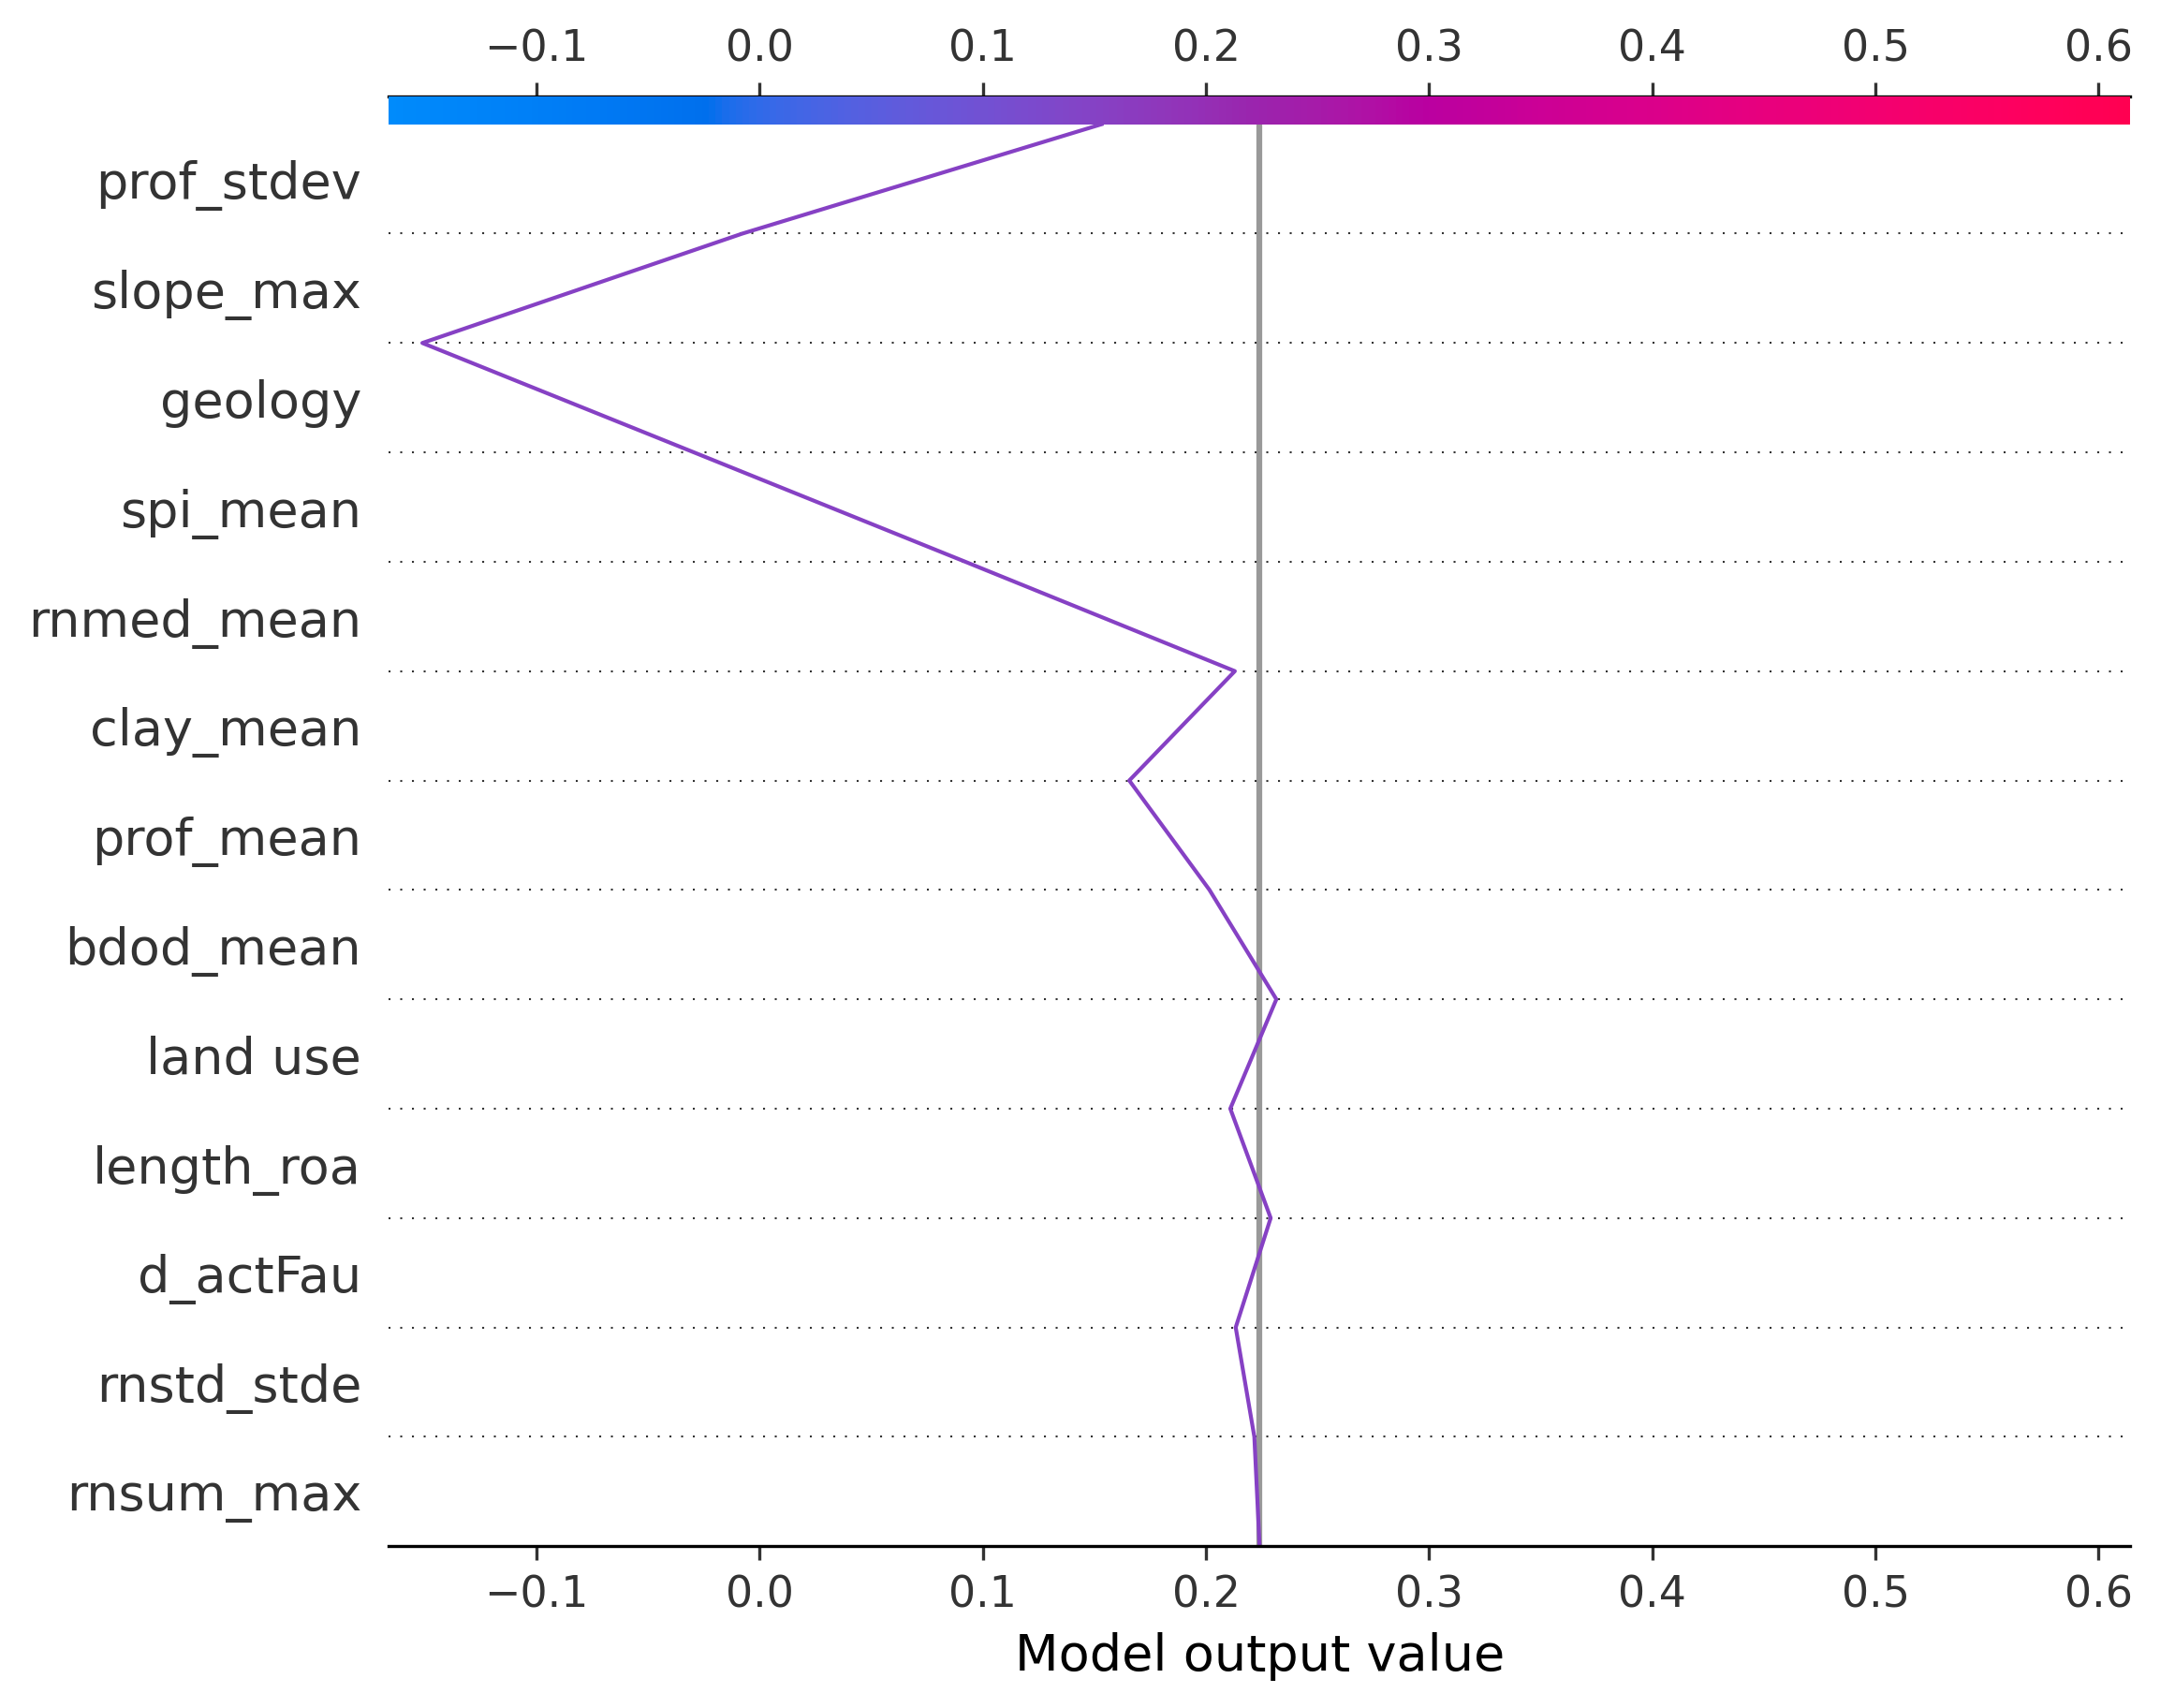 −0.1 0.0 0.1 0.2 0.3 0.4 0.5 0.6
prof_stdev
slope_max
geology
spi_mean
rnmed_mean
clay_mean
prof_mean
bdod_mean
land use
length_roa
d_actFau
rnstd_stde
rnsum_max
−0.1 0.0 0.1 0.2 0.3 0.4 0.5 0.6
Model output value